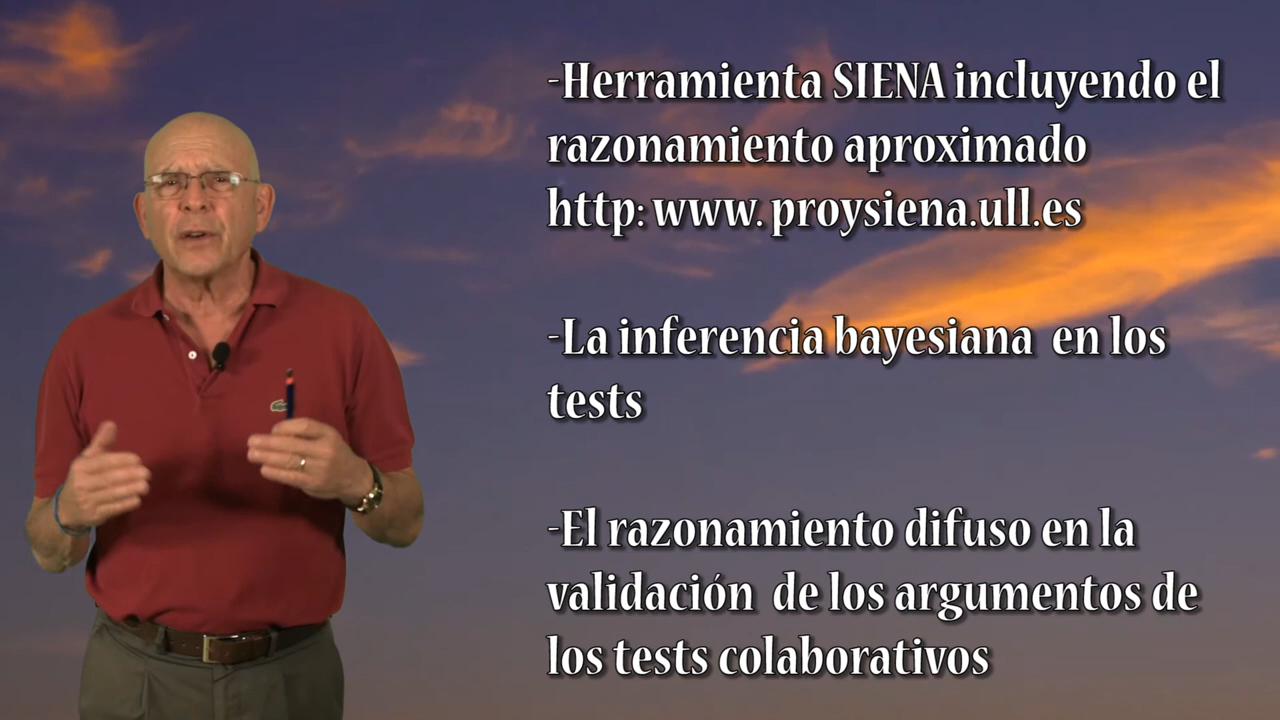 -Herramienta SIENA incluyendo el
razonamiento aproximado
http: www. proysiena.ull.es
-La inferencia bayesiana en los
tests
-El razonamiento difuso en la
validación de los argumentos de
los tests colaborativos